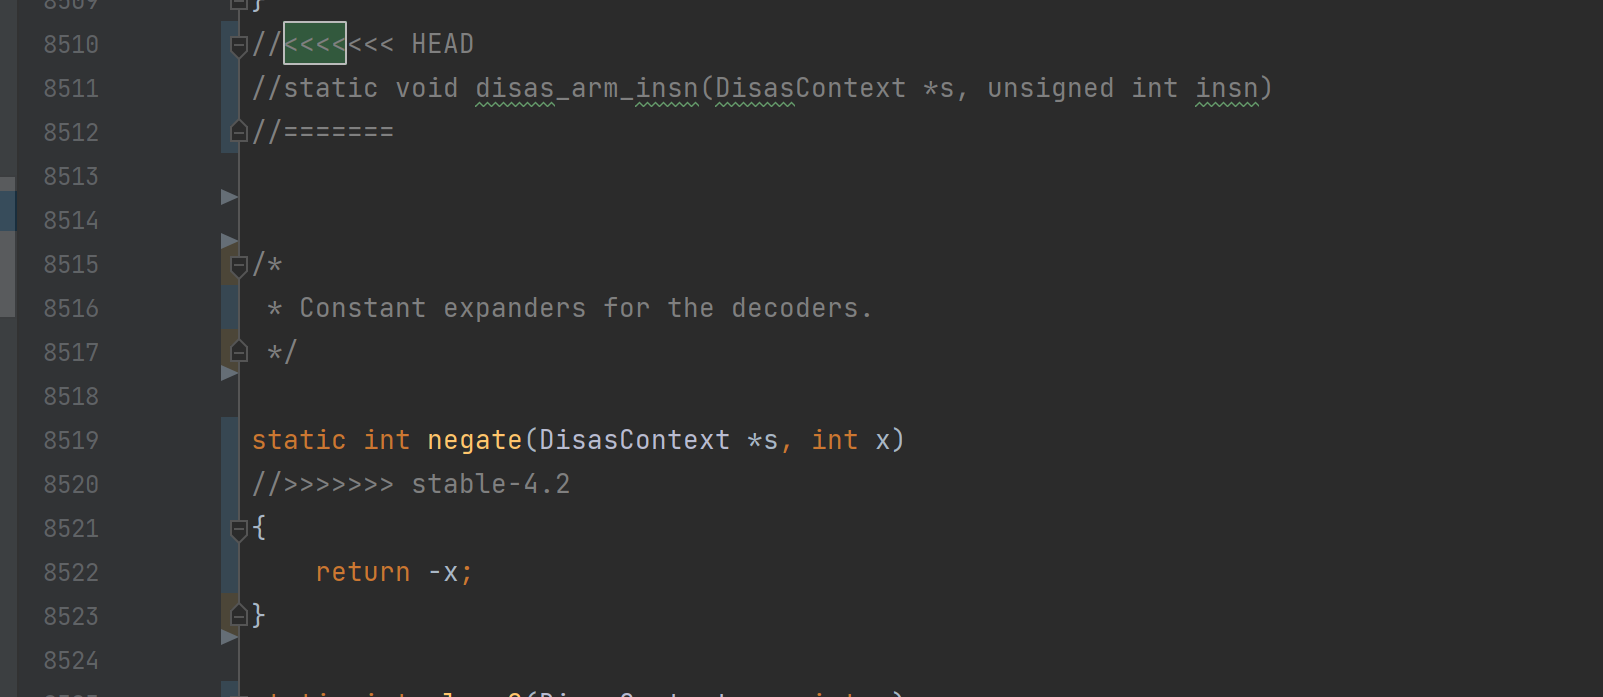 8509 }
8510 //<<<<<<< HEAD
8511 //static void disas_arm_insn(DisasContext *s, unsigned int insn)
8512 //=======
8513
8514
8515 /*
8516  * Constant expanders for the decoders.
8517  */
8518
8519 static int negate(DisasContext *s, int x)
8520 //>>>>>>> stable-4.2
8521 {
8522     return -x;
8523 }
8524